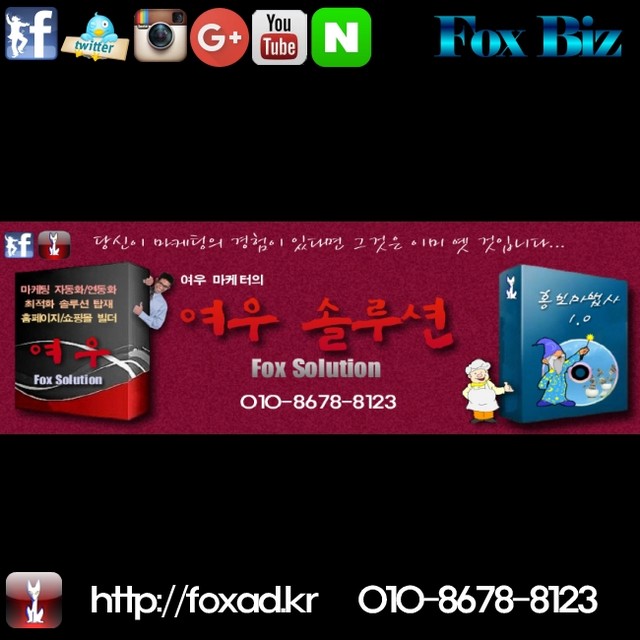 f twitter G+ You Tube N Fox Biz
당신이 마케팅의 경험이 있다면 그것은 이미 옛 것입니다...
마케팅 자동화/연동화
최적화 솔루션 탑재
홈페이지/쇼핑몰 빌더
여우
Fox Solution
여우 마케터의
여우 솔루션
Fox Solution
010-8678-8123
홍보마법사
1.0
http://foxad.kr 010-8678-8123